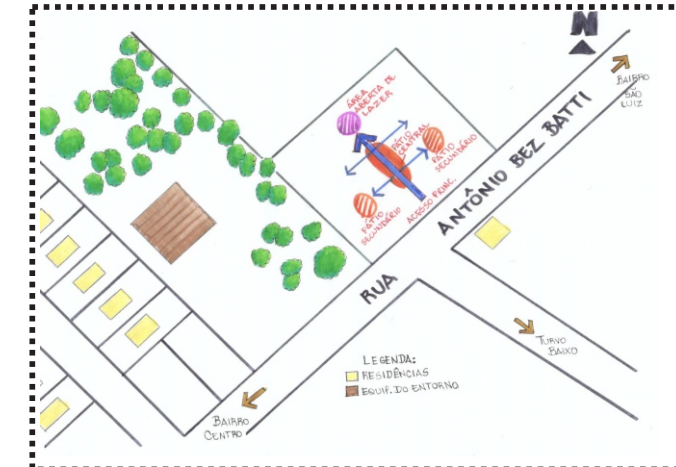 N
BAIRRO
SÃO
LUIZ
ÁREA
ABERTA DE
LAZER
PÁTIO
CENTRAL
PÁTIO
SECUNDÁRIO
PÁTIO
SECUNDÁRIO
ACESSO PRINC.
RUA ANTÔNIO BEZ BATTI
TURVO
BAIXO
LEGENDA:
RESIDÊNCIAS
EQUIP. DO ENTORNO
BAIRRO
CENTRO